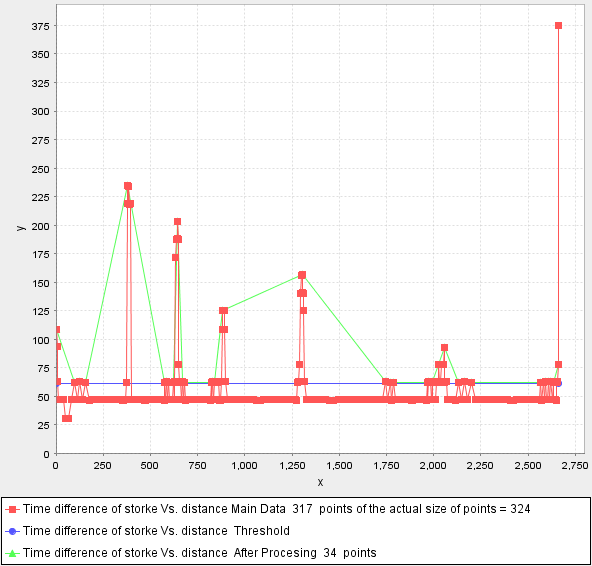 375
350
325
300
275
250
225
200
175
150
125
100
75
50
25
0
y
0 250 500 750 1,000 1,250 1,500 1,750 2,000 2,250 2,500 2,750
x
Time difference of storke Vs. distance Main Data 317 points of the actual size of points = 324
Time difference of storke Vs. distance Threshold
Time difference of storke Vs. distance After Procesing 34 points